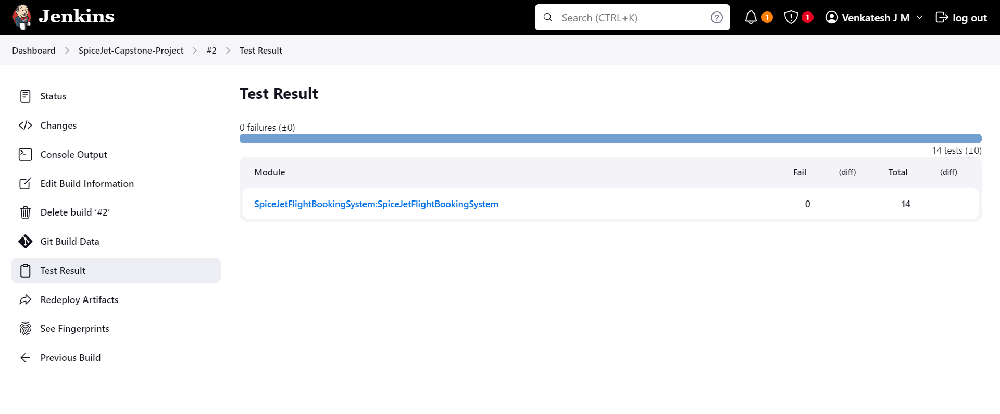 Jenkins
Search (CTRL+K)
?
1
1
Venkatesh J M
log out
Dashboard
SpiceJet-Capstone-Project
#2
Test Result
Status
Changes
Console Output
Edit Build Information
Delete build ‘#2’
Git Build Data
Test Result
Redeploy Artifacts
See Fingerprints
Previous Build
Test Result
0 failures (±0)
14 tests (±0)
Module Fail (diff) Total (diff)
SpiceJetFlightBookingSystem:SpiceJetFlightBookingSystem 0 14